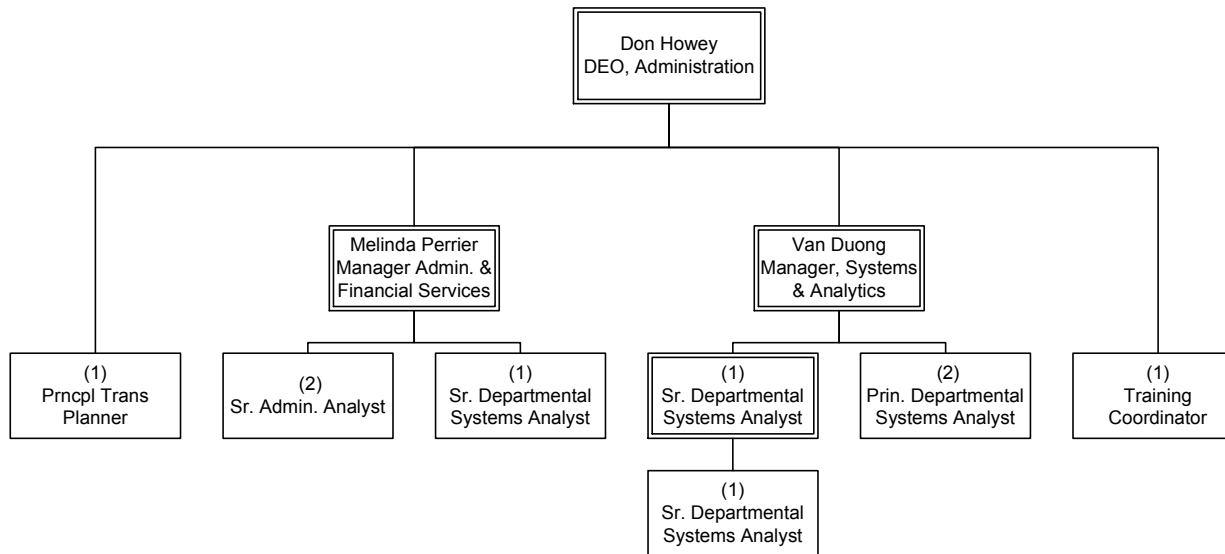 Don Howey
DEO, Administration
Melinda Perrier
Manager Admin. &
Financial Services
Van Duong
Manager, Systems
& Analytics
(1)
Prncpl Trans
Planner
(2)
Sr. Admin. Analyst
(1)
Sr. Departmental
Systems Analyst
(1)
Sr. Departmental
Systems Analyst
(2)
Prin. Departmental
Systems Analyst
(1)
Training
Coordinator
(1)
Sr. Departmental
Systems Analyst